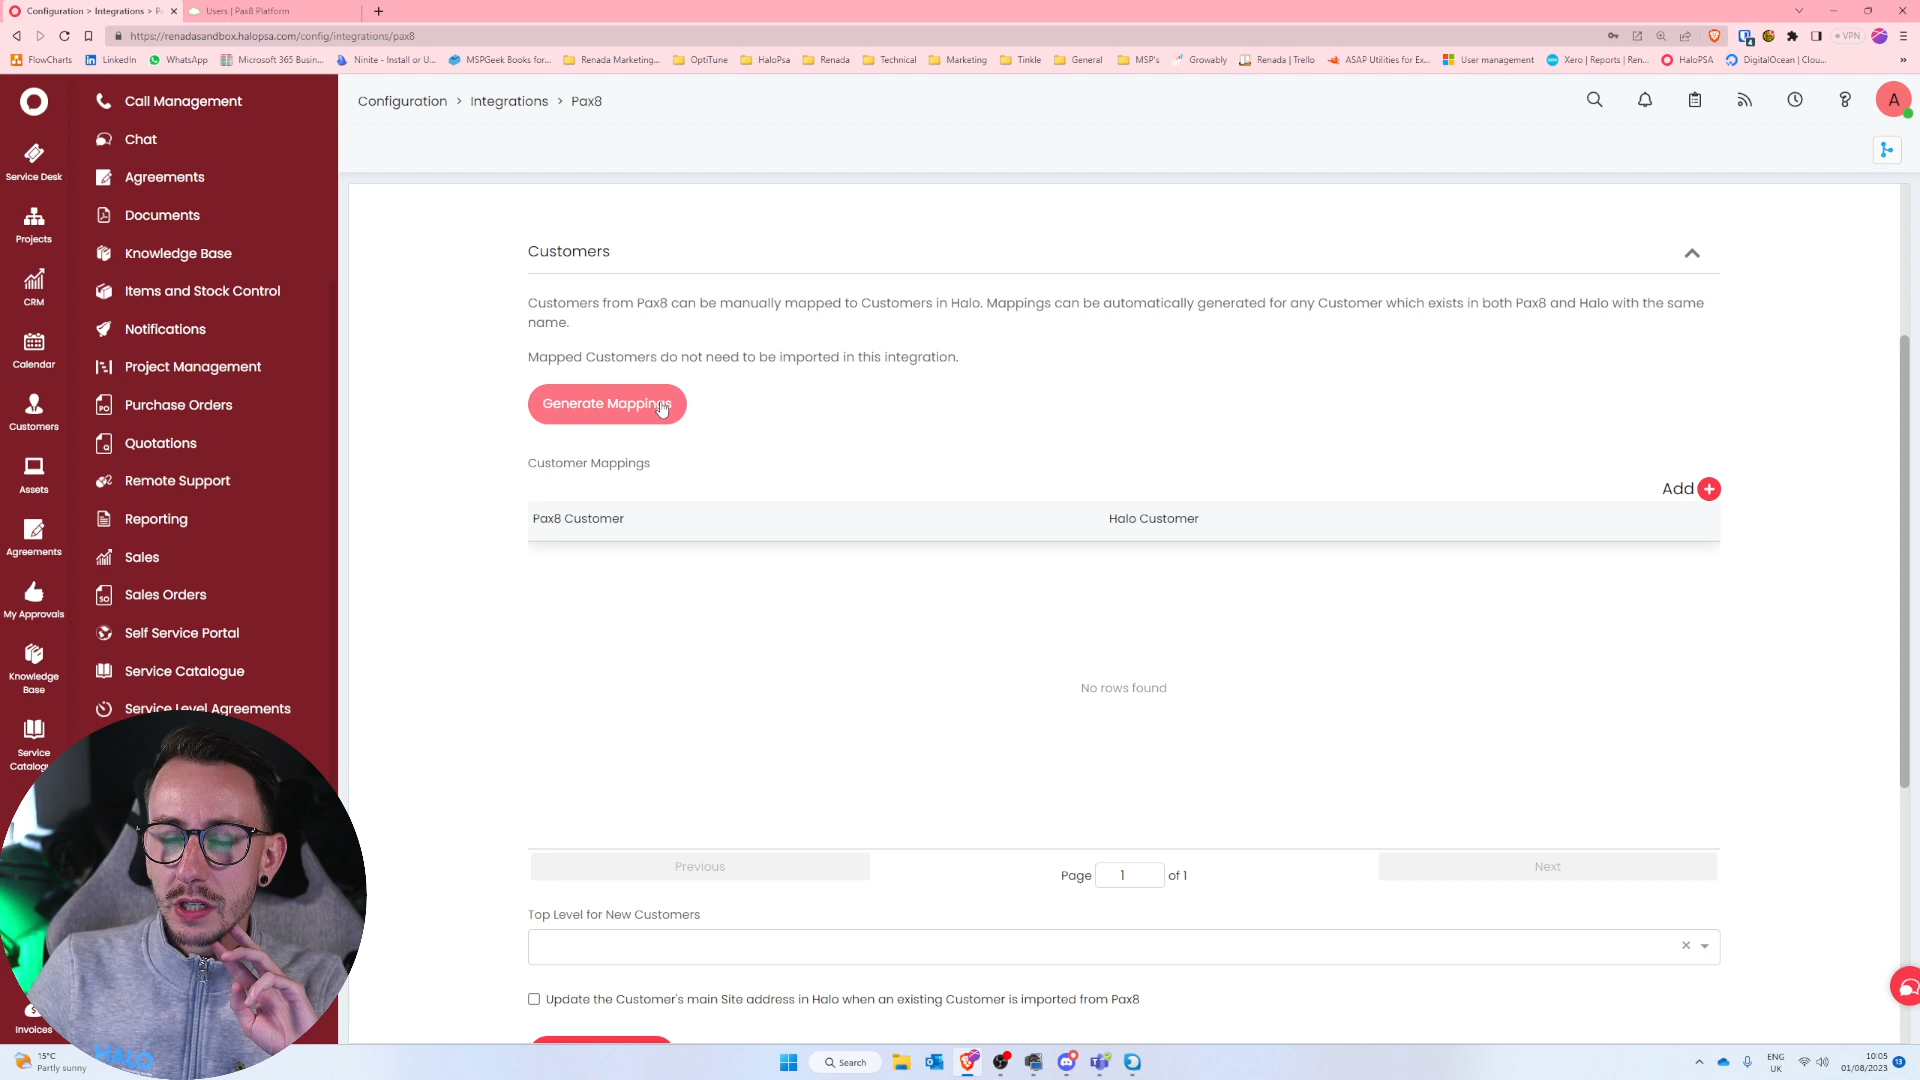 Configuration > Integrations > P
Users | Pax8 Platform
https://renadasandbox.halopsa.com/config/integrations/pax8
VPN
FlowCharts
LinkedIn
WhatsApp
Microsoft 365 Busin...
Ninite - Install or U...
MSPGeek Books for...
Renada Marketing...
OptiTune
HaloPsa
Renada
Technical
Marketing
Tinkle
General
MSP's
Growably
Renada | Trello
ASAP Utilities for Ex...
User management
Xero | Reports | Ren...
HaloPSA
DigitalOcean | Clou...
Service Desk
Projects
CRM
Calendar
Customers
Assets
Agreements
My Approvals
Knowledge
Base
Service
Catalogu
Invoices
Call Management
Chat
Agreements
Documents
Knowledge Base
Items and Stock Control
Notifications
Project Management
Purchase Orders
Quotations
Remote Support
Reporting
Sales
Sales Orders
Self Service Portal
Service Catalogue
Service Level Agreements
HALO
Configuration > Integrations > Pax8
A
Customers
Customers from Pax8 can be manually mapped to Customers in Halo. Mappings can be automatically generated for any Customer which exists in both Pax8 and Halo with the same
name.
Mapped Customers do not need to be imported in this integration.
Generate Mappings
Customer Mappings
Add
Pax8 Customer
Halo Customer
No rows found
Previous
Page 1 of 1
Next
Top Level for New Customers
Update the Customer's main Site address in Halo when an existing Customer is imported from Pax8
15°C
Partly sunny
Search
ENG
UK
10:05
01/08/2023
13